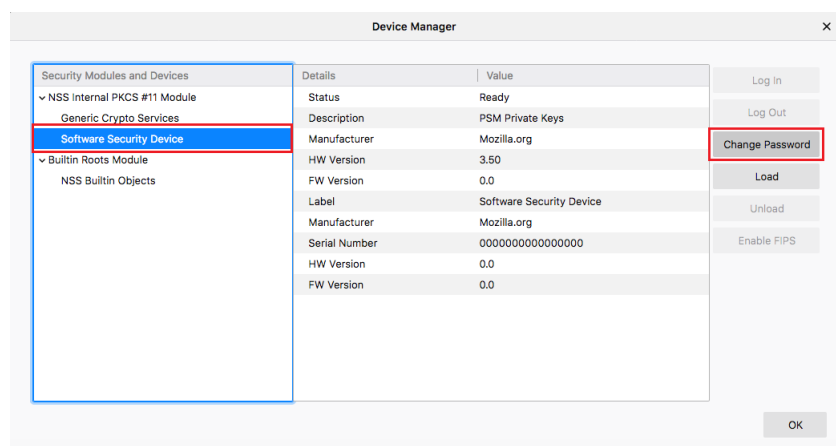 Device Manager
Security Modules and Devices Details Value
NSS Internal PKCS #11 Module Status Ready
Generic Crypto Services Description PSM Private Keys
Software Security Device Manufacturer Mozilla.org
Builtin Roots Module HW Version 3.50
NSS Builtin Objects FW Version 0.0
Label Software Security Device
Manufacturer Mozilla.org
Serial Number 0000000000000000
HW Version 0.0
FW Version 0.0
Log In
Log Out
Change Password
Load
Unload
Enable FIPS
OK